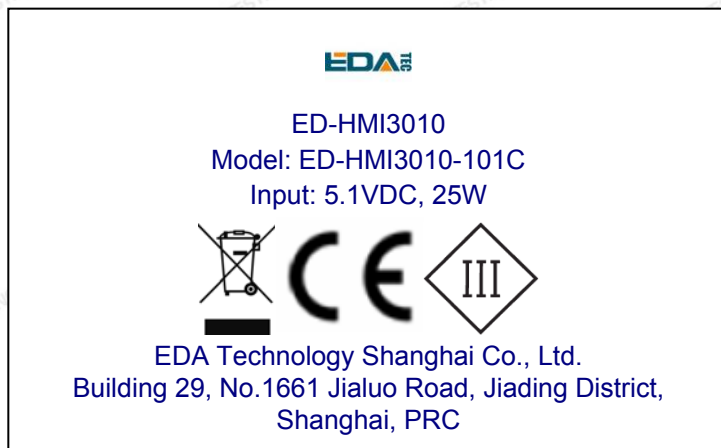 EDA TEC
ED-HMI3010
Model: ED-HMI3010-101C
Input: 5.1VDC, 25W
CE III
EDA Technology Shanghai Co., Ltd.
Building 29, No.1661 Jialuo Road, Jiading District,
Shanghai, PRC